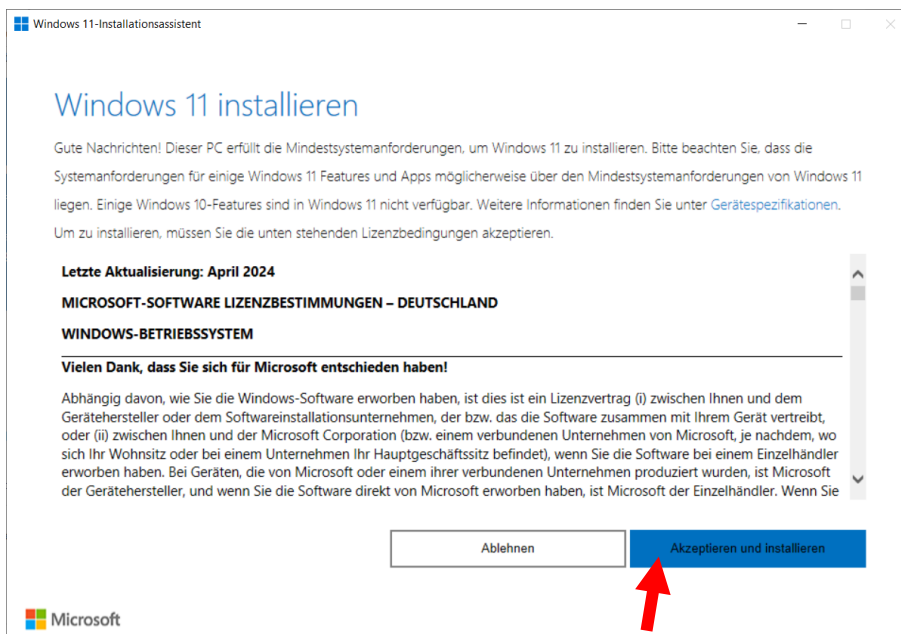 Windows 11-Installationsassistent
Windows 11 installieren
Gute Nachrichten! Dieser PC erfüllt die Mindestsystemanforderungen, um Windows 11 zu installieren. Bitte beachten Sie, dass die
Systemanforderungen für einige Windows 11 Features und Apps möglicherweise über den Mindestsystemanforderungen von Windows 11
liegen. Einige Windows 10-Features sind in Windows 11 nicht verfügbar. Weitere Informationen finden Sie unter Gerätespezifikationen.
Um zu installieren, müssen Sie die unten stehenden Lizenzbedingungen akzeptieren.
Letzte Aktualisierung: April 2024
MICROSOFT-SOFTWARE LIZENZBESTIMMUNGEN – DEUTSCHLAND
WINDOWS-BETRIEBSSYSTEM
Vielen Dank, dass Sie sich für Microsoft entschieden haben!
Abhängig davon, wie Sie die Windows-Software erworben haben, ist dies ist ein Lizenzvertrag (i) zwischen Ihnen und dem
Gerätehersteller oder dem Softwareinstallationsunternehmen, der bzw. das die Software zusammen mit Ihrem Gerät vertreibt,
oder (ii) zwischen Ihnen und der Microsoft Corporation (bzw. einem verbundenen Unternehmen von Microsoft, je nachdem, wo
sich Ihr Wohnsitz oder bei einem Unternehmen Ihr Hauptgeschäftssitz befindet), wenn Sie die Software bei einem Einzelhändler
erworben haben. Bei Geräten, die von Microsoft oder einem ihrer verbundenen Unternehmen produziert wurden, ist Microsoft
der Gerätehersteller, und wenn Sie die Software direkt von Microsoft erworben haben, ist Microsoft der Einzelhändler. Wenn Sie
Ablehnen
Akzeptieren und installieren
Microsoft